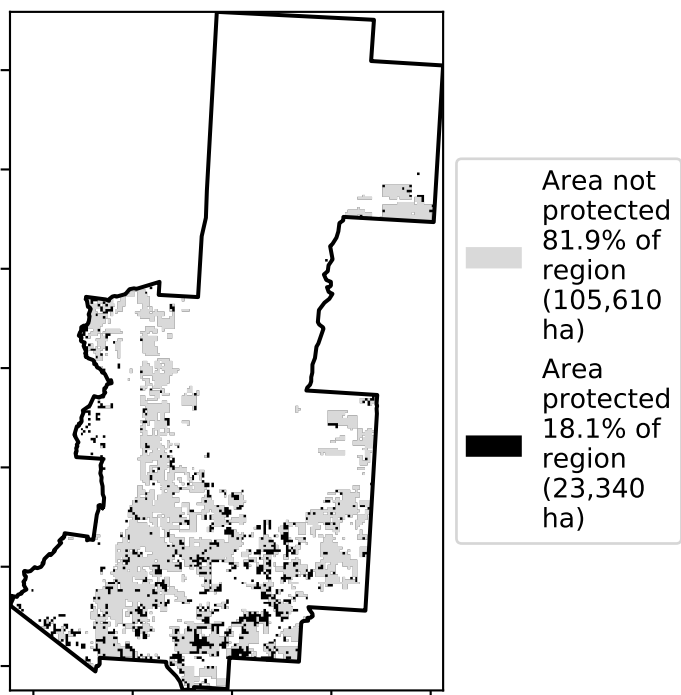 Area not
protected
81.9% of
region
(105,610
ha)
Area
protected
18.1% of
region
(23,340
ha)